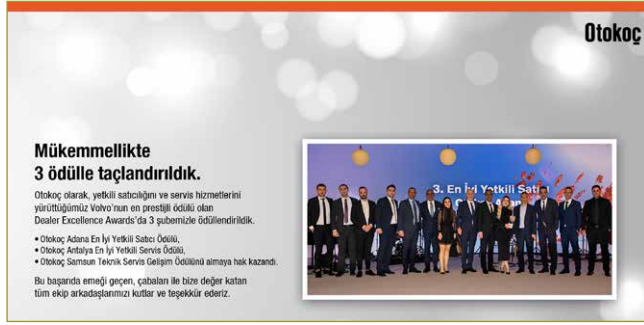 Otokoç
Mükemmellikte
3 ödülle taçlandırıldık.
Otokoç olarak, yetkili satıcılığını ve servis hizmetlerini
yürüttüğümüz Volvo'nun en prestijli ödülü olan
Dealer Excellence Awards'da 3 şubemizle ödüllendirildik.
• Otokoç Adana En İyi Yetkili Satıcı Ödülü,
• Otokoç Antalya En İyi Yetkili Servis Ödülü,
• Otokoç Samsun Teknik Servis Gelişim Ödülünü almaya hak kazandı.
Bu başarıda emeği geçen, çabaları ile bize değer katan
tüm ekip arkadaşlarımızı kutlar ve teşekkür ederiz.
3. En İyi Yetkili Satıcı